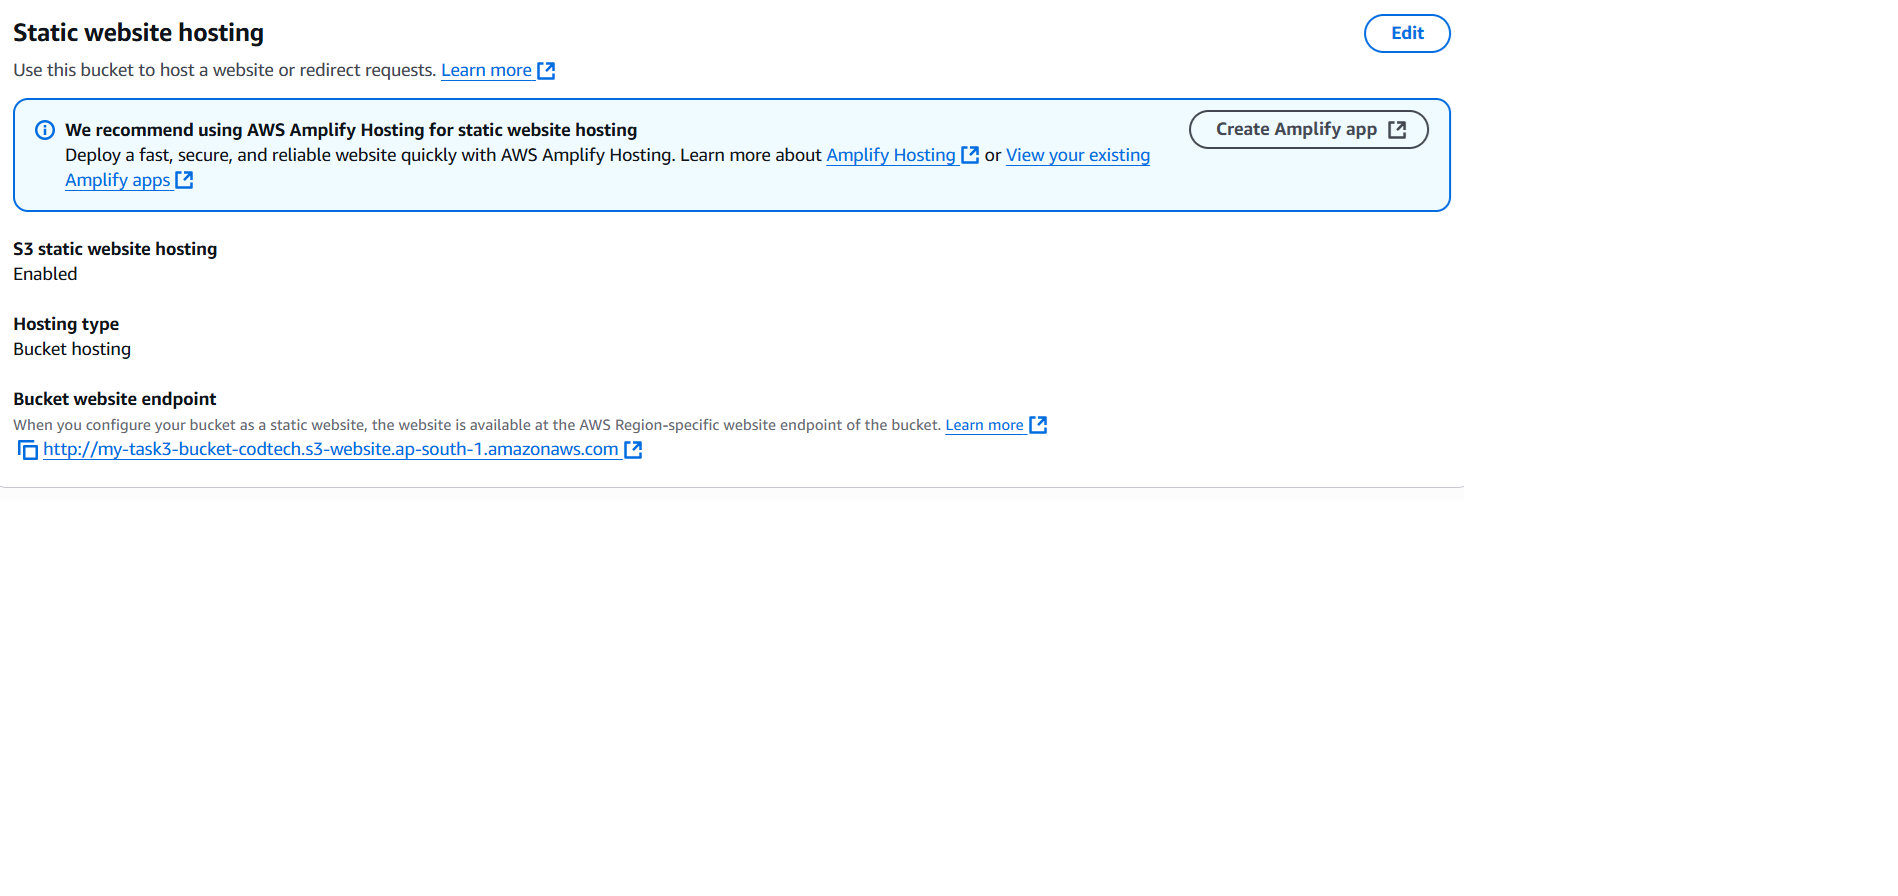 Static website hosting
Edit
Use this bucket to host a website or redirect requests. Learn more
We recommend using AWS Amplify Hosting for static website hosting
Create Amplify app
Deploy a fast, secure, and reliable website quickly with AWS Amplify Hosting. Learn more about Amplify Hosting or View your existing
Amplify apps
S3 static website hosting
Enabled
Hosting type
Bucket hosting
Bucket website endpoint
When you configure your bucket as a static website, the website is available at the AWS Region-specific website endpoint of the bucket. Learn more
http://my-task3-bucket-codtech.s3-website.ap-south-1.amazonaws.com